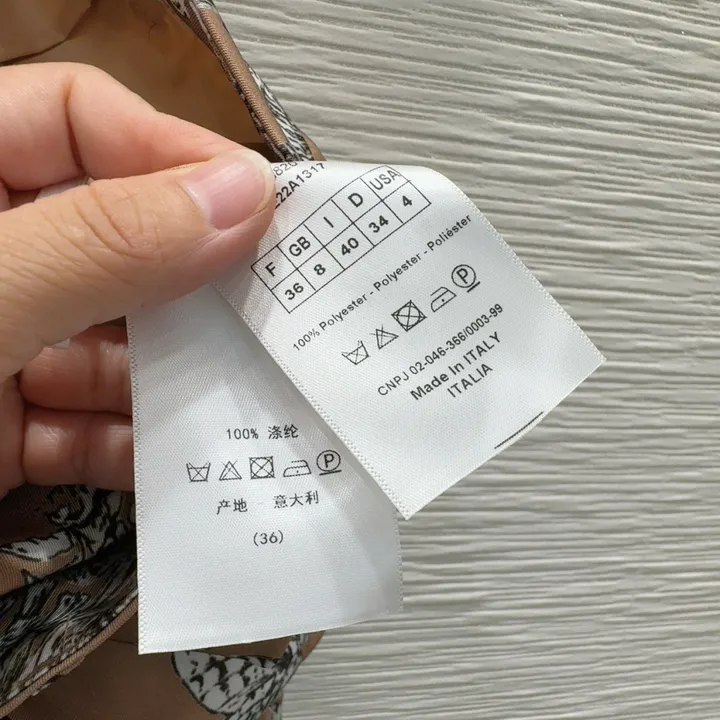 22A1317
F GB I D USA
36 8 40 34 4
100% Polyester - Polyester - Poliéster
CNPJ 02-046-366/0003-99
Made In ITALY
ITALIA
100% 涤纶
产地 - 意大利
(36)